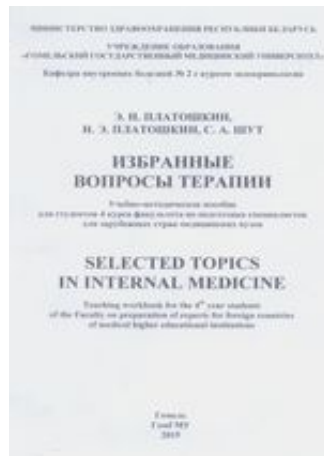 МИНИСТЕРСТВО ЗДРАВООХРАНЕНИЯ РЕСПУБЛИКИ БЕЛАРУСЬ
УЧРЕЖДЕНИЕ ОБРАЗОВАНИЯ
«ГОМЕЛЬСКИЙ ГОСУДАРСТВЕННЫЙ МЕДИЦИНСКИЙ УНИВЕРСИТЕТ»
Кафедра внутренних болезней № 2 с курсом эндокринологии
Э. Н. ПЛАТОШКИН,
Н. Э. ПЛАТОШКИН, С. А. ШУТ
ИЗБРАННЫЕ
ВОПРОСЫ ТЕРАПИИ
Учебно-методическое пособие
для студентов 4 курса факультета по подготовке специалистов
для зарубежных стран медицинских вузов
SELECTED TOPICS
IN INTERNAL MEDICINE
Teaching workbook for the 4th year students
of the Faculty on preparation of experts for foreign countries
of medical higher educational institutions
Гомель
ГомГМУ
2015